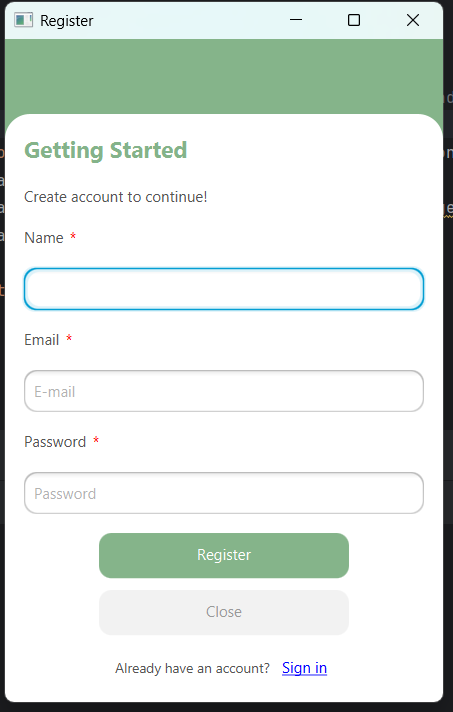 Register
Getting Started
Create account to continue!
Name *
Email *
E-mail
Password *
Password
Register
Close
Already have an account? Sign in